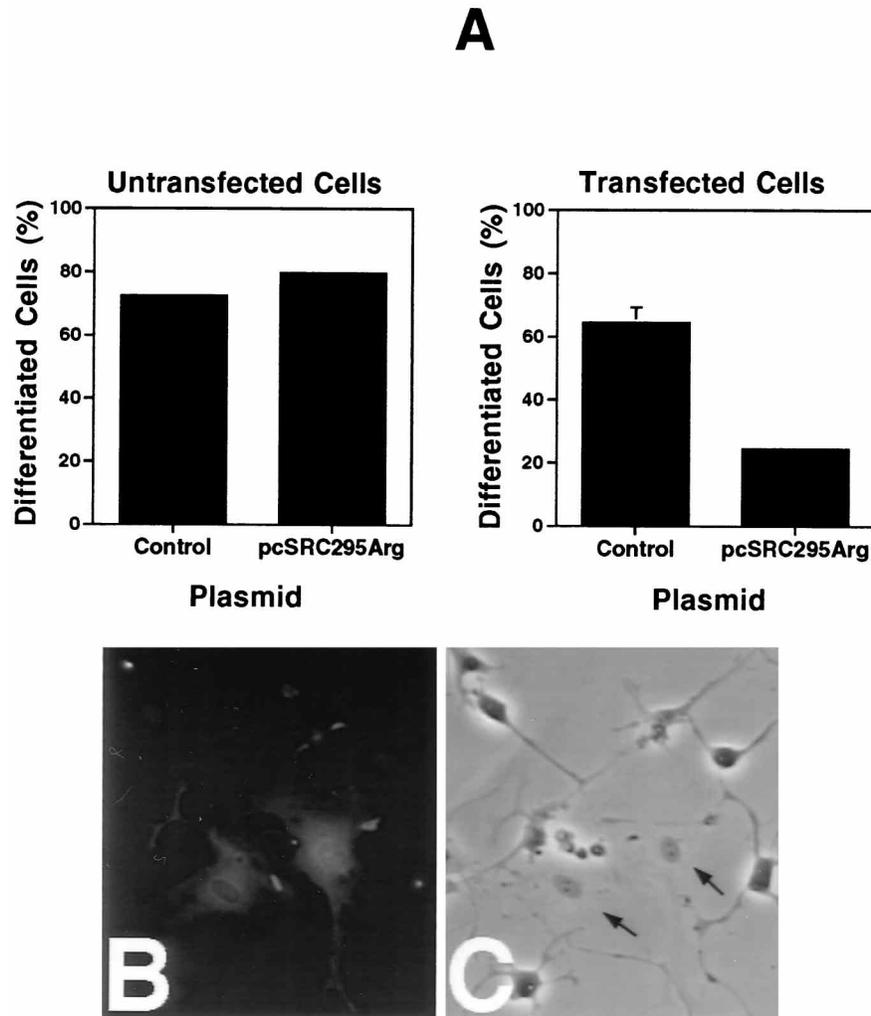 A
Untransfected Cells
Differentiated Cells (%)
100
80
60
40
20
0
Control pcSRC295Arg
Plasmid
Transfected Cells
Differentiated Cells (%)
100
80
60
40
20
0
Control pcSRC295Arg
Plasmid
B
C